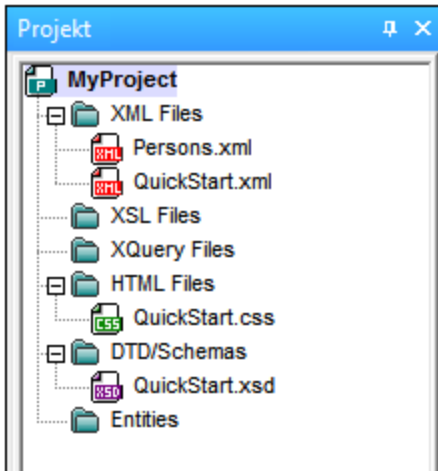 Projekt
MyProject
XML Files
Persons.xml
QuickStart.xml
XSL Files
XQuery Files
HTML Files
QuickStart.css
DTD/Schemas
QuickStart.xsd
Entities